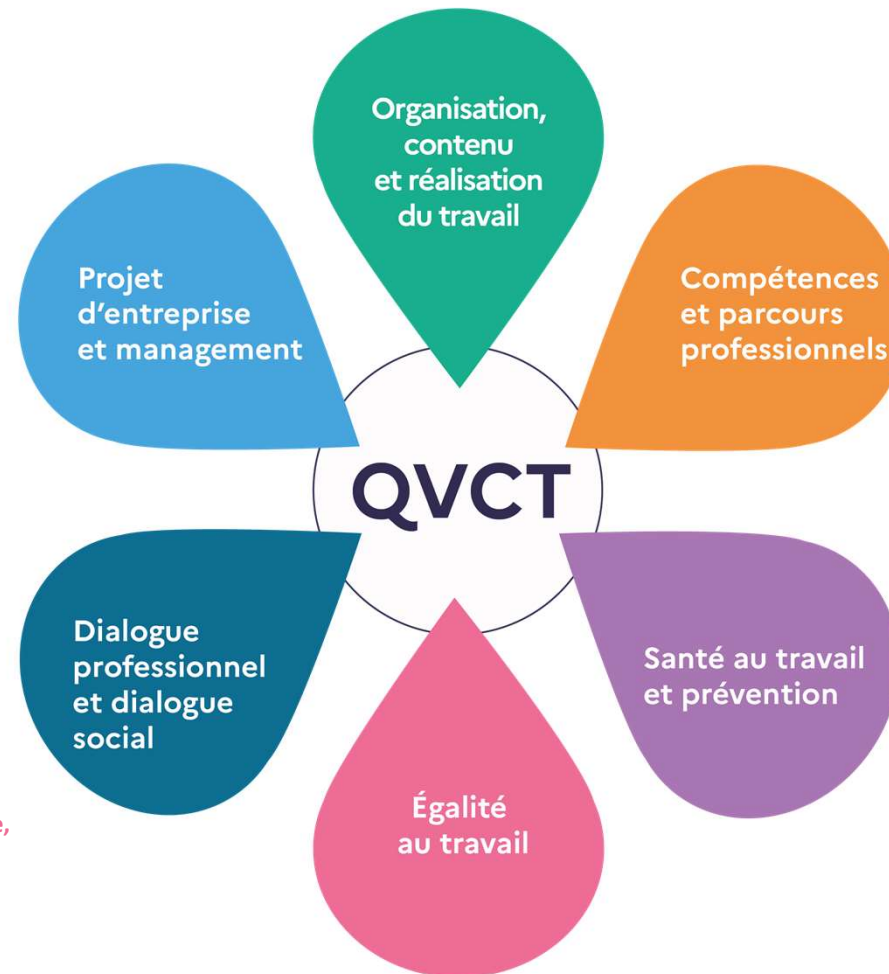 Organisation,
contenu
et réalisation
du travail
Projet
d’entreprise
et management
Compétences
et parcours
professionnels
QVCT
Dialogue
professionnel
et dialogue
social
Santé au travail
et prévention
Égalité
au travail